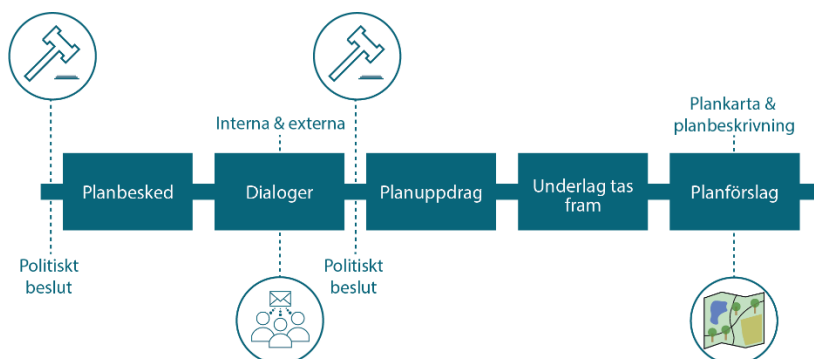 Interna & externa
Plankarta &
planbeskrivning
Planbesked
Dialoger
Planuppdrag
Underlag tas
fram
Planförslag
Politiskt
beslut
Politiskt
beslut